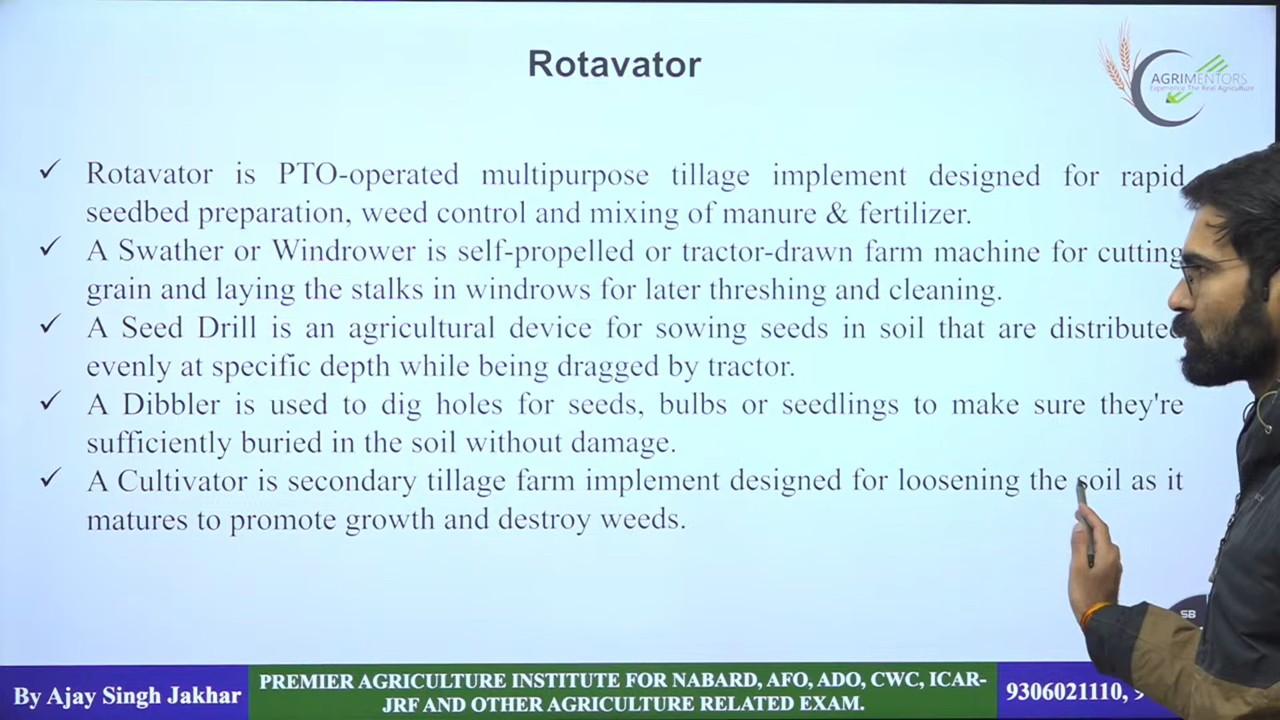 Rotavator
AGRIMENTORS
Experience The Real Agriculture
✓ Rotavator is PTO-operated multipurpose tillage implement designed for rapid
seedbed preparation, weed control and mixing of manure & fertilizer.
✓ A Swather or Windrower is self-propelled or tractor-drawn farm machine for cutting
grain and laying the stalks in windrows for later threshing and cleaning.
✓ A Seed Drill is an agricultural device for sowing seeds in soil that are distributed
evenly at specific depth while being dragged by tractor.
✓ A Dibbler is used to dig holes for seeds, bulbs or seedlings to make sure they're
sufficiently buried in the soil without damage.
✓ A Cultivator is secondary tillage farm implement designed for loosening the soil as it
matures to promote growth and destroy weeds.
SB
By Ajay Singh Jakhar
PREMIER AGRICULTURE INSTITUTE FOR NABARD, AFO, ADO, CWC, ICAR-
JRF AND OTHER AGRICULTURE RELATED EXAM.
9306021110, 9